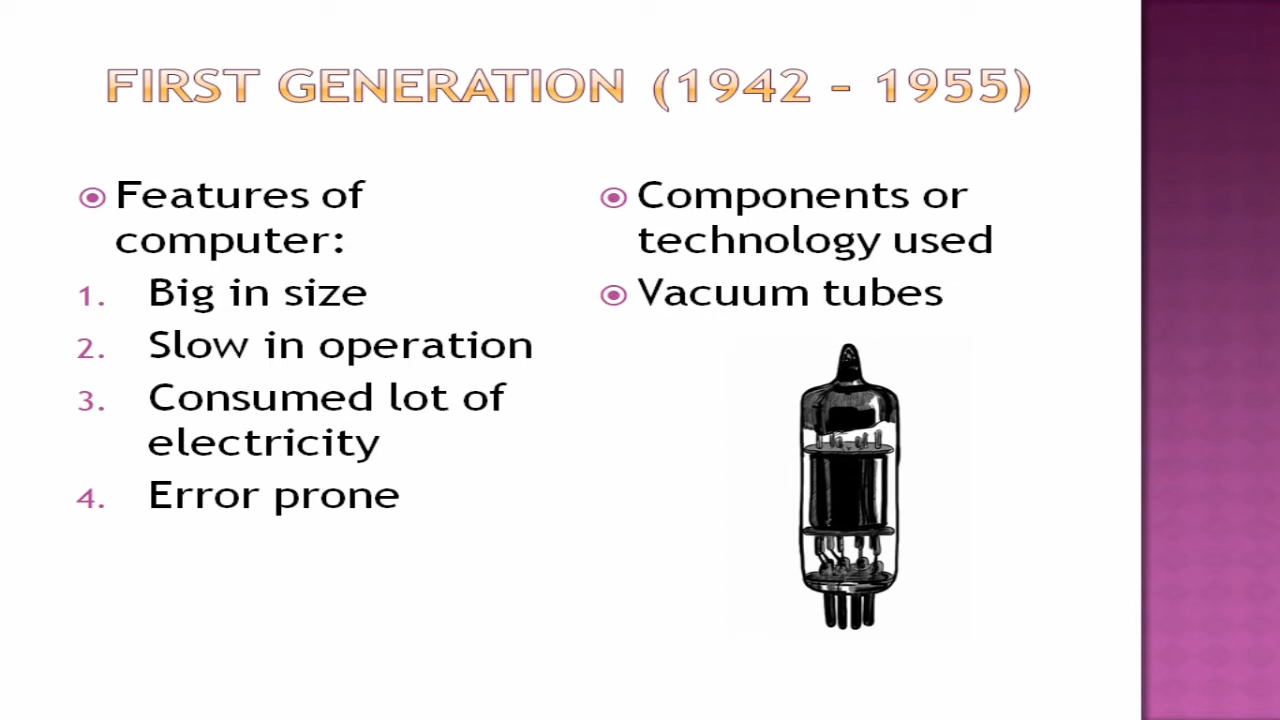 FIRST GENERATION (1942 – 1955)
Features of
computer:
1. Big in size
2. Slow in operation
3. Consumed lot of
electricity
4. Error prone
Components or
technology used
Vacuum tubes